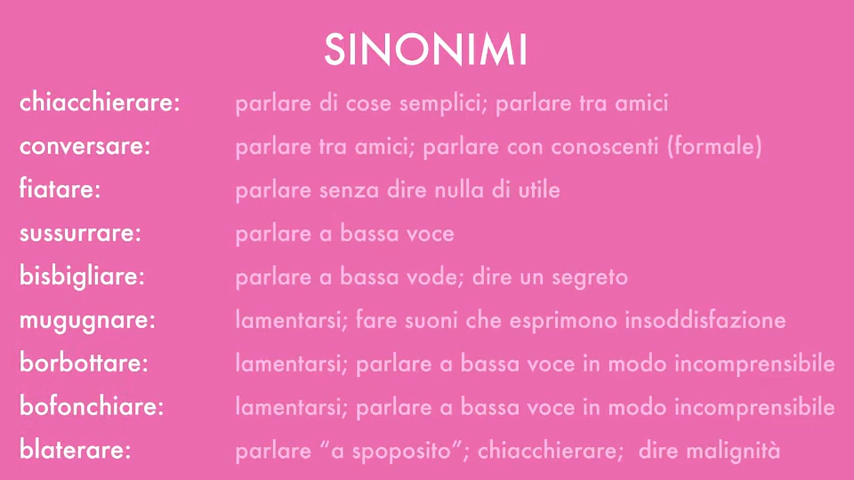 SINONIMI
chiacchierare: parlare di cose semplici; parlare tra amici
conversare: parlare tra amici; parlare con conoscenti (formale)
fiatare: parlare senza dire nulla di utile
sussurrare: parlare a bassa voce
bisbigliare: parlare a bassa vode; dire un segreto
mugugnare: lamentarsi; fare suoni che esprimono insoddisfazione
borbottare: lamentarsi; parlare a bassa voce in modo incomprensibile
bofonchiare: lamentarsi; parlare a bassa voce in modo incomprensibile
blaterare: parlare “a spoposito”; chiacchierare; dire malignità